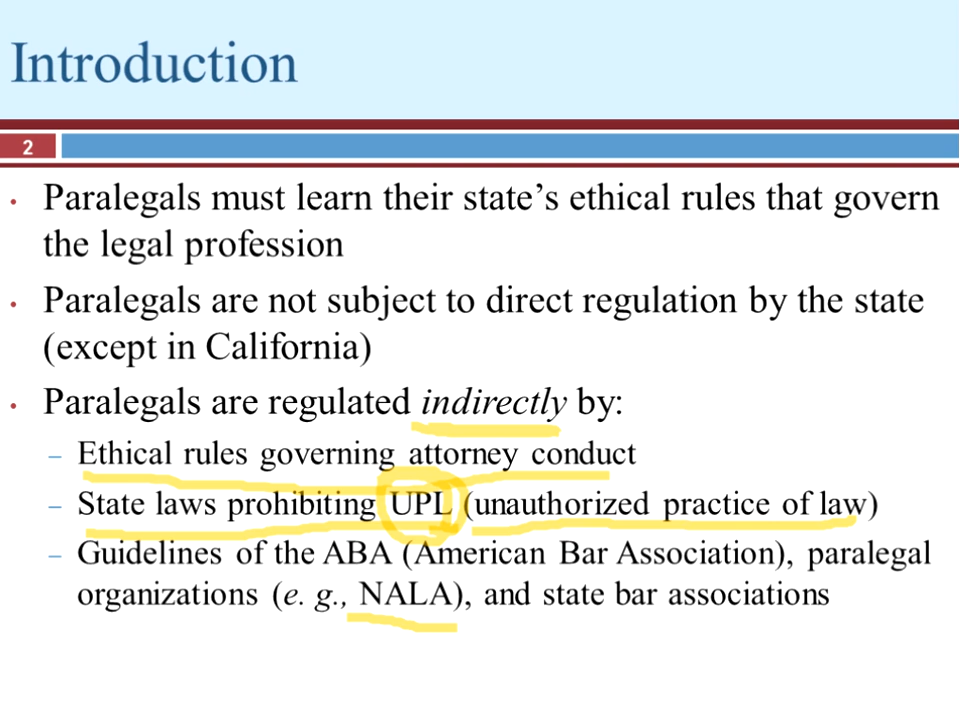 Introduction
2
• Paralegals must learn their state’s ethical rules that govern
the legal profession
• Paralegals are not subject to direct regulation by the state
(except in California)
• Paralegals are regulated indirectly by:
– Ethical rules governing attorney conduct
– State laws prohibiting UPL (unauthorized practice of law)
– Guidelines of the ABA (American Bar Association), paralegal
organizations (e. g., NALA), and state bar associations